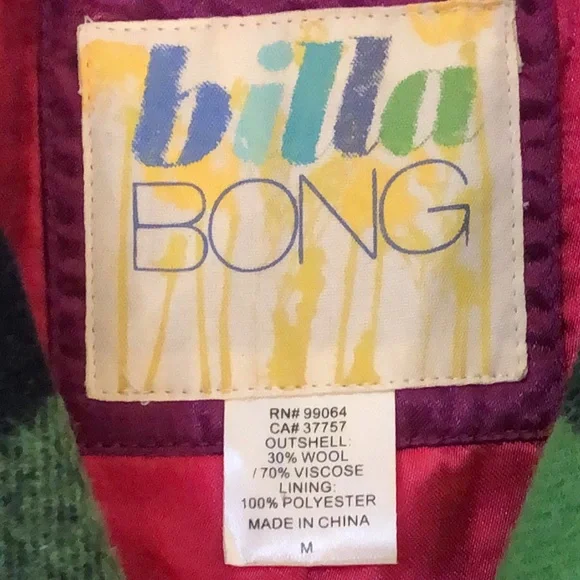 billa
BONG
RN# 99064
CA# 37757
OUTSHELL:
30% WOOL
/70% VISCOSE
LINING:
100% POLYESTER
MADE IN CHINA
M